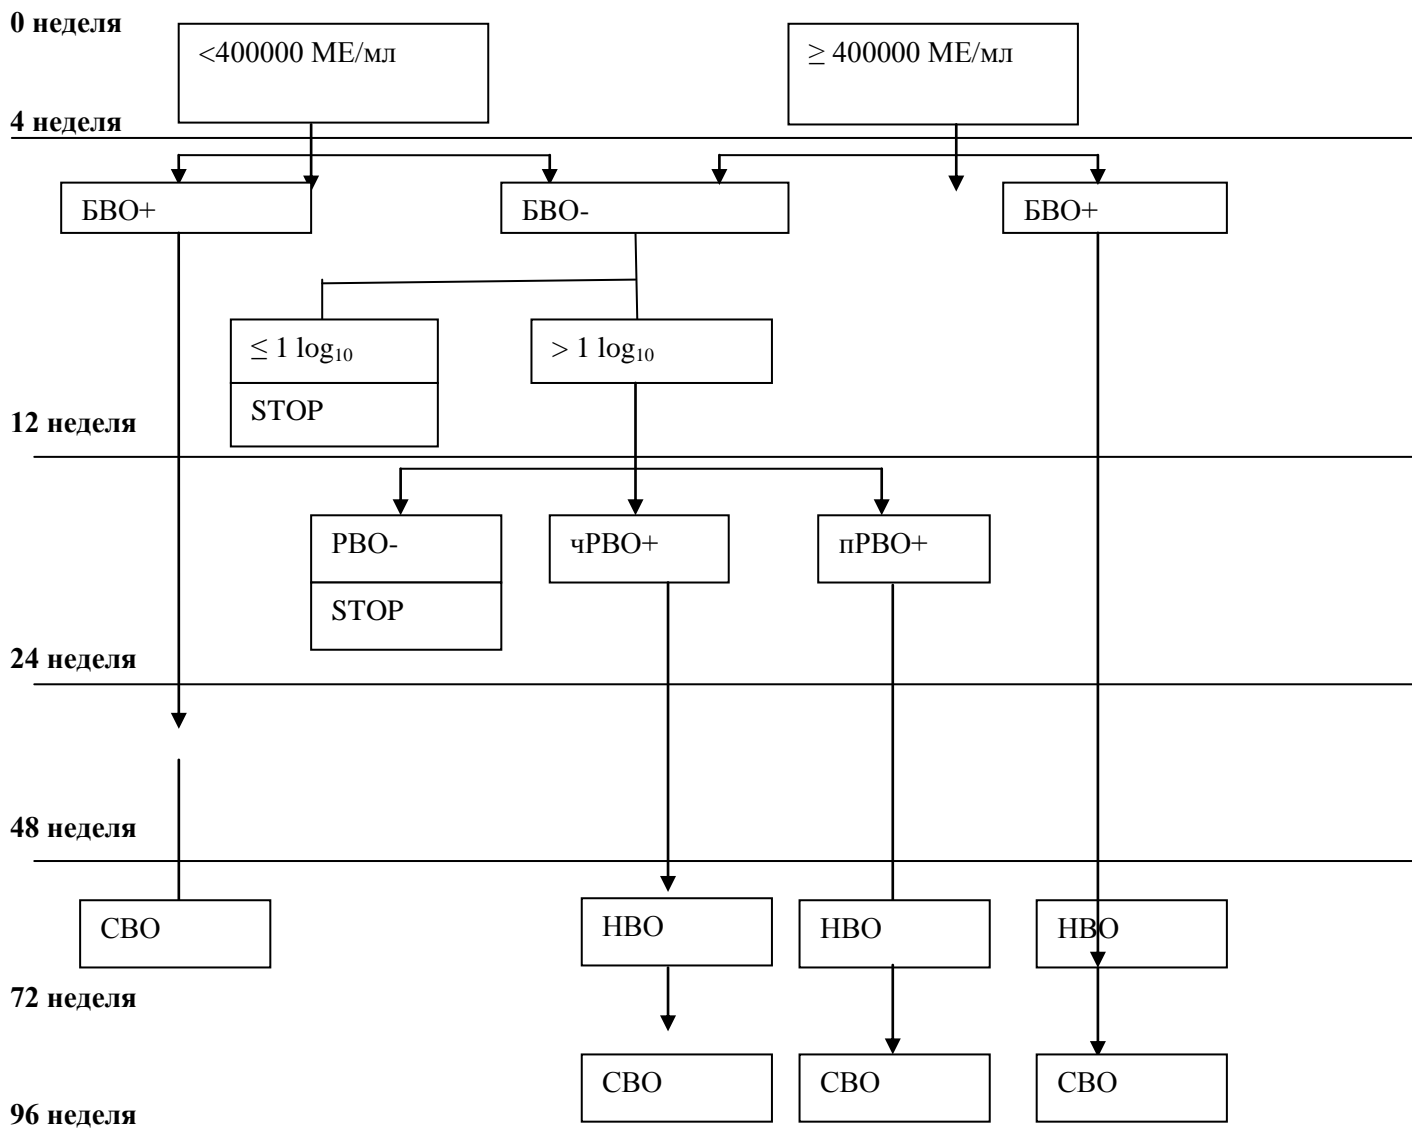 0 неделя
<400000 МЕ/мл
≥ 400000 МЕ/мл
4 неделя
БВО+
БВО-
БВО+
≤ 1 log₁₀
> 1 log₁₀
STOP
12 неделя
РВО-
чРВО+
пРВО+
STOP
24 неделя
48 неделя
СВО
НВО
НВО
НВО
72 неделя
СВО
СВО
СВО
96 неделя